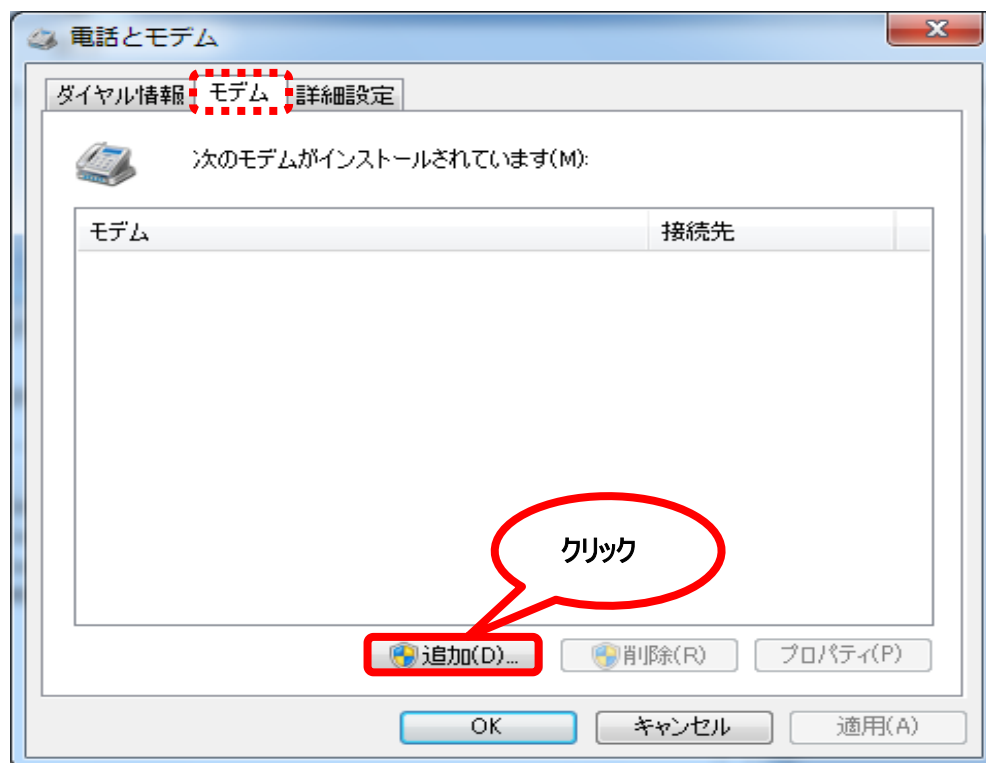 電話とモデム
ダイヤル情報 モデム 詳細設定
次のモデムがインストールされています(M):
モデム 接続先
クリック
追加(D)... 削除(R) プロパティ(P)
OK キャンセル 適用(A)